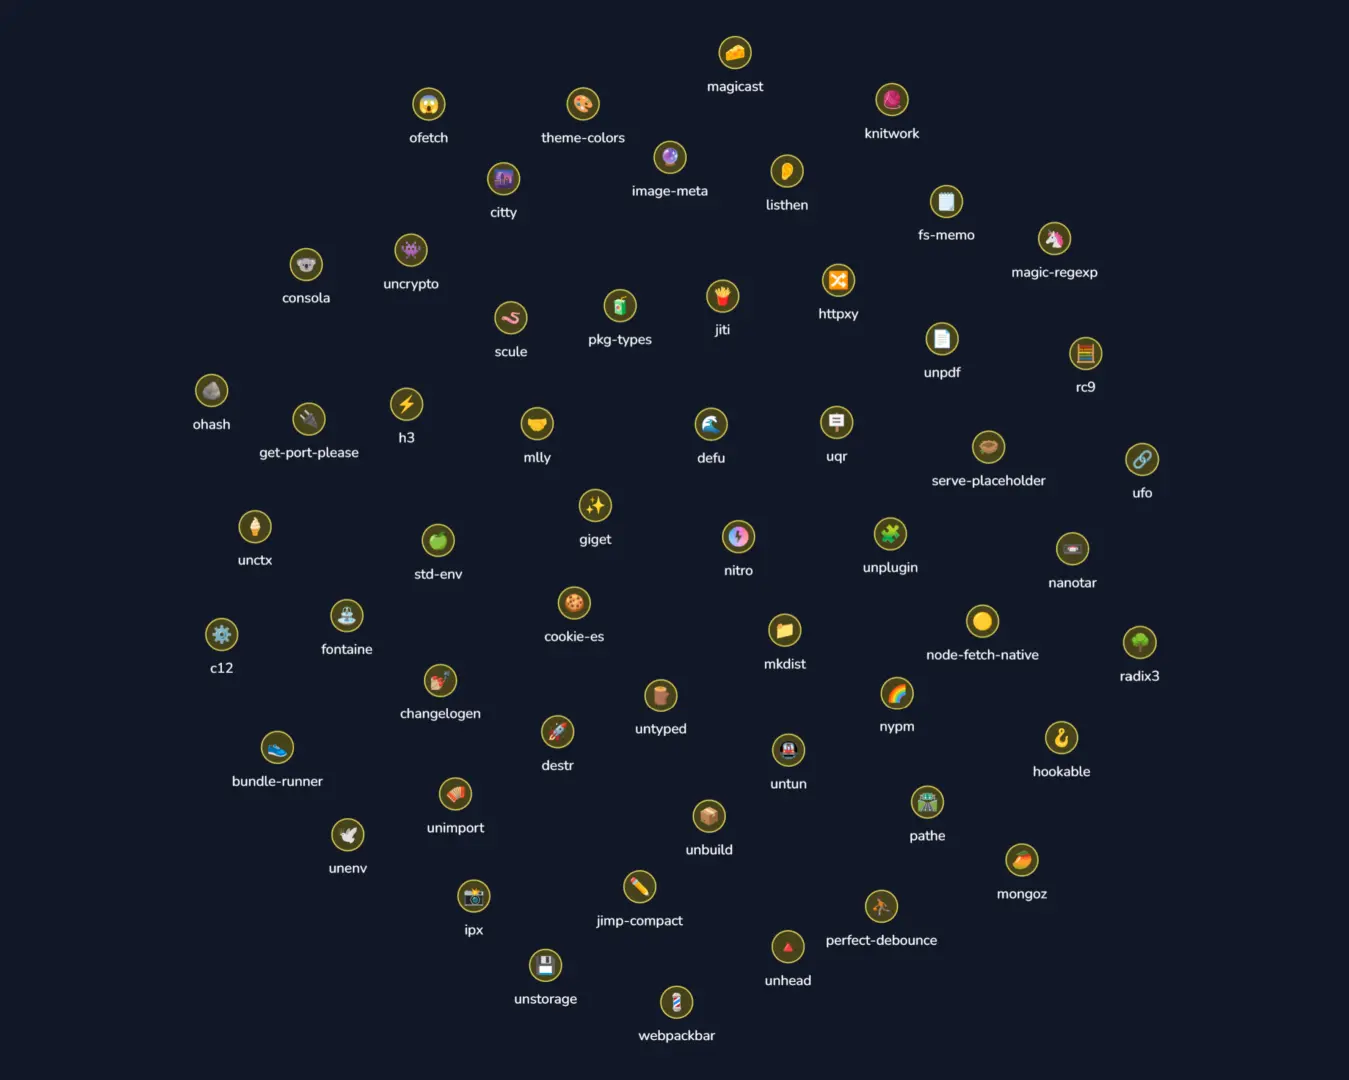 magicast
ofetch
theme-colors
knitwork
image-meta
listhen
citty
fs-memo
magic-regexp
uncrypto
consola
httpxy
jiti
pkg-types
scule
unpdf
rc9
ohash
h3
get-port-please
mlly
defu
uqr
serve-placeholder
ufo
giget
unctx
std-env
nitro
unplugin
nanotar
cookie-es
fontaine
c12
mkdist
node-fetch-native
radix3
changelogen
untyped
nypm
destr
bundle-runner
untun
hookable
unimport
unbuild
pathe
unenv
mongoz
ipx
jimp-compact
perfect-debounce
unhead
unstorage
webpackbar